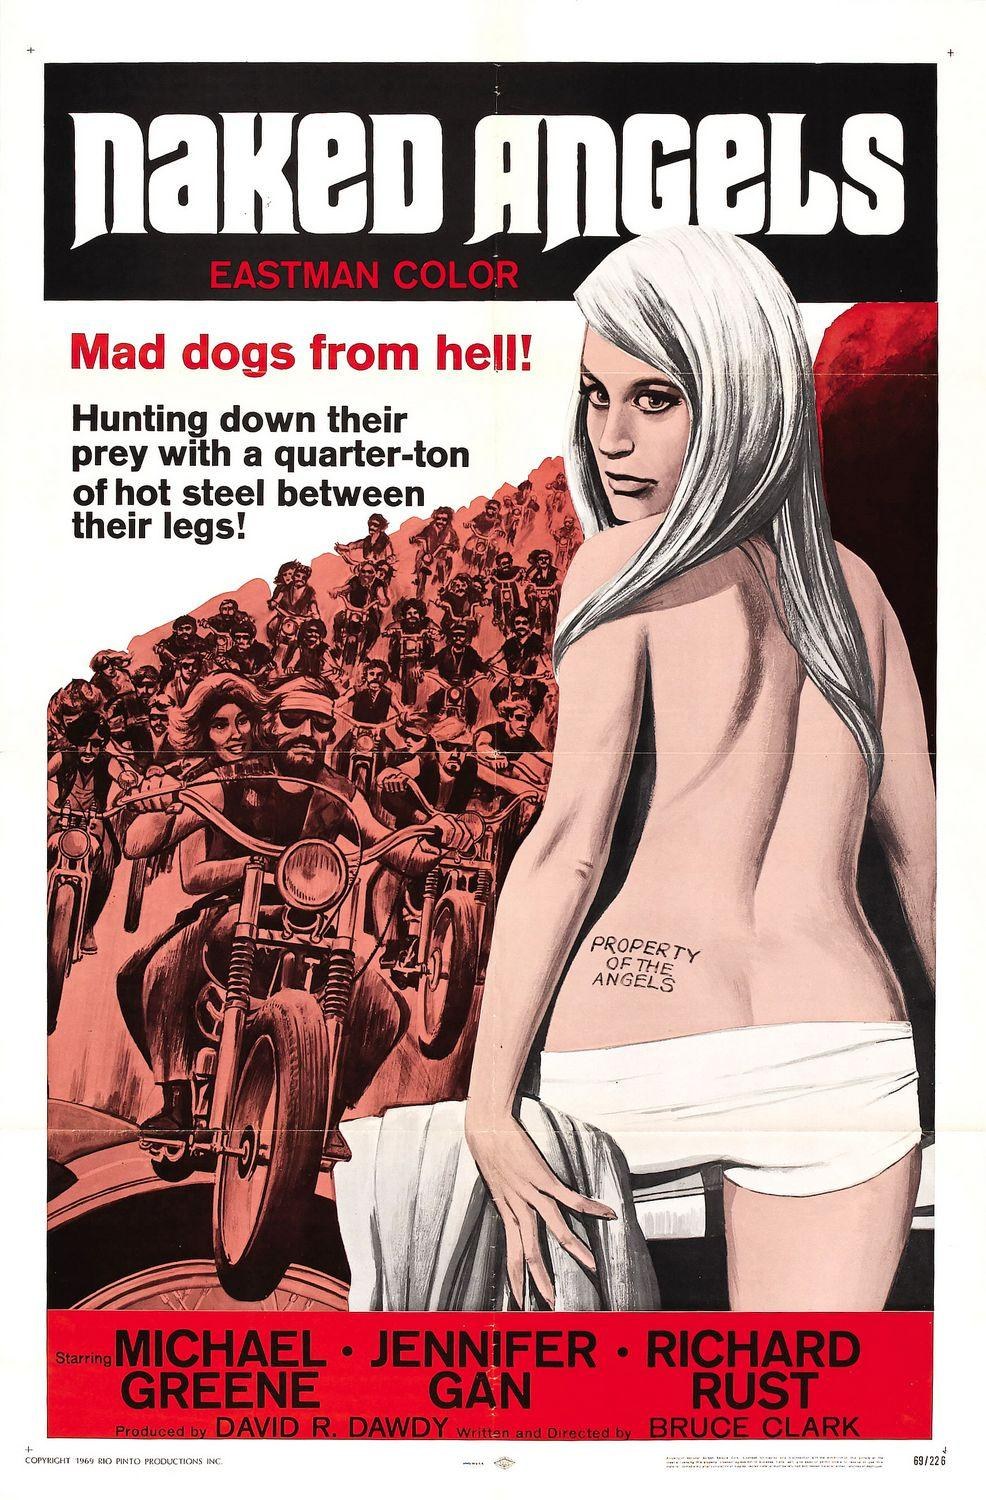 NAKED ANGELS
EASTMAN COLOR
Mad dogs from hell!
Hunting down their
prey with a quarter-ton
of hot steel between
their legs!
PROPERTY
OF THE
ANGELS
Starring MICHAEL GREENE • JENNIFER GAN • RICHARD RUST
Produced by DAVID R. DAWDY Written and Directed by BRUCE CLARK
COPYRIGHT 1969 RIO PINTO PRODUCTIONS INC.
69/226